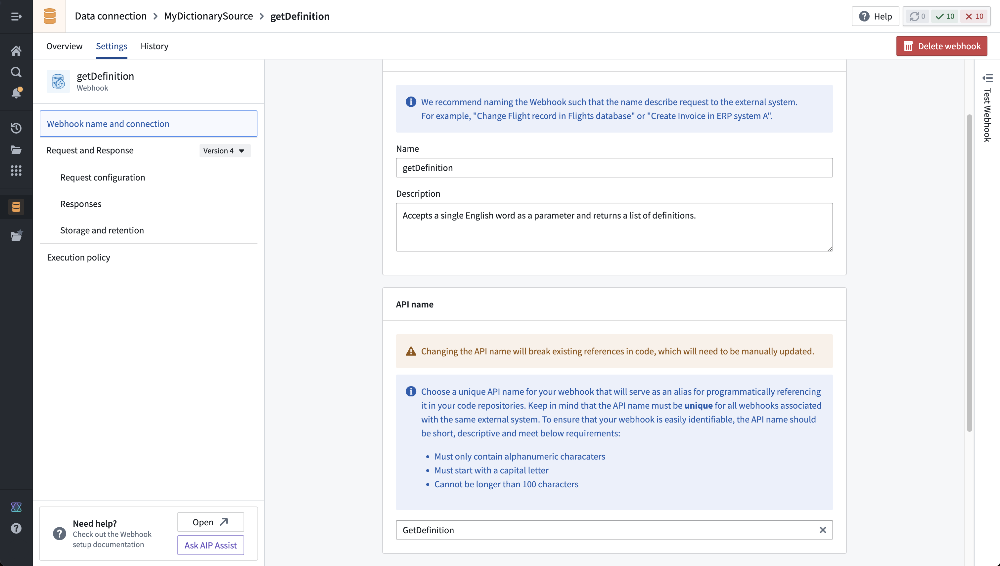 Data connection > MyDictionarySource > getDefinition
Help
0
10
10
Overview
Settings
History
Delete webhook
getDefinition
Webhook
Webhook name and connection
Request and Response
Version 4
Request configuration
Responses
Storage and retention
Execution policy
Need help?
Check out the Webhook
setup documentation
Open
Ask AIP Assist
We recommend naming the Webhook such that the name describe request to the external system.
For example, "Change Flight record in Flights database" or "Create Invoice in ERP system A".
Name
getDefinition
Description
Accepts a single English word as a parameter and returns a list of definitions.
API name
Changing the API name will break existing references in code, which will need to be manually updated.
Choose a unique API name for your webhook that will serve as an alias for programmatically referencing
it in your code repositories. Keep in mind that the API name must be unique for all webhooks associated
with the same external system. To ensure that your webhook is easily identifiable, the API name should
be short, descriptive and meet below requirements:
• Must only contain alphanumeric characaters
• Must start with a capital letter
• Cannot be longer than 100 characters
GetDefinition
Test Webhook